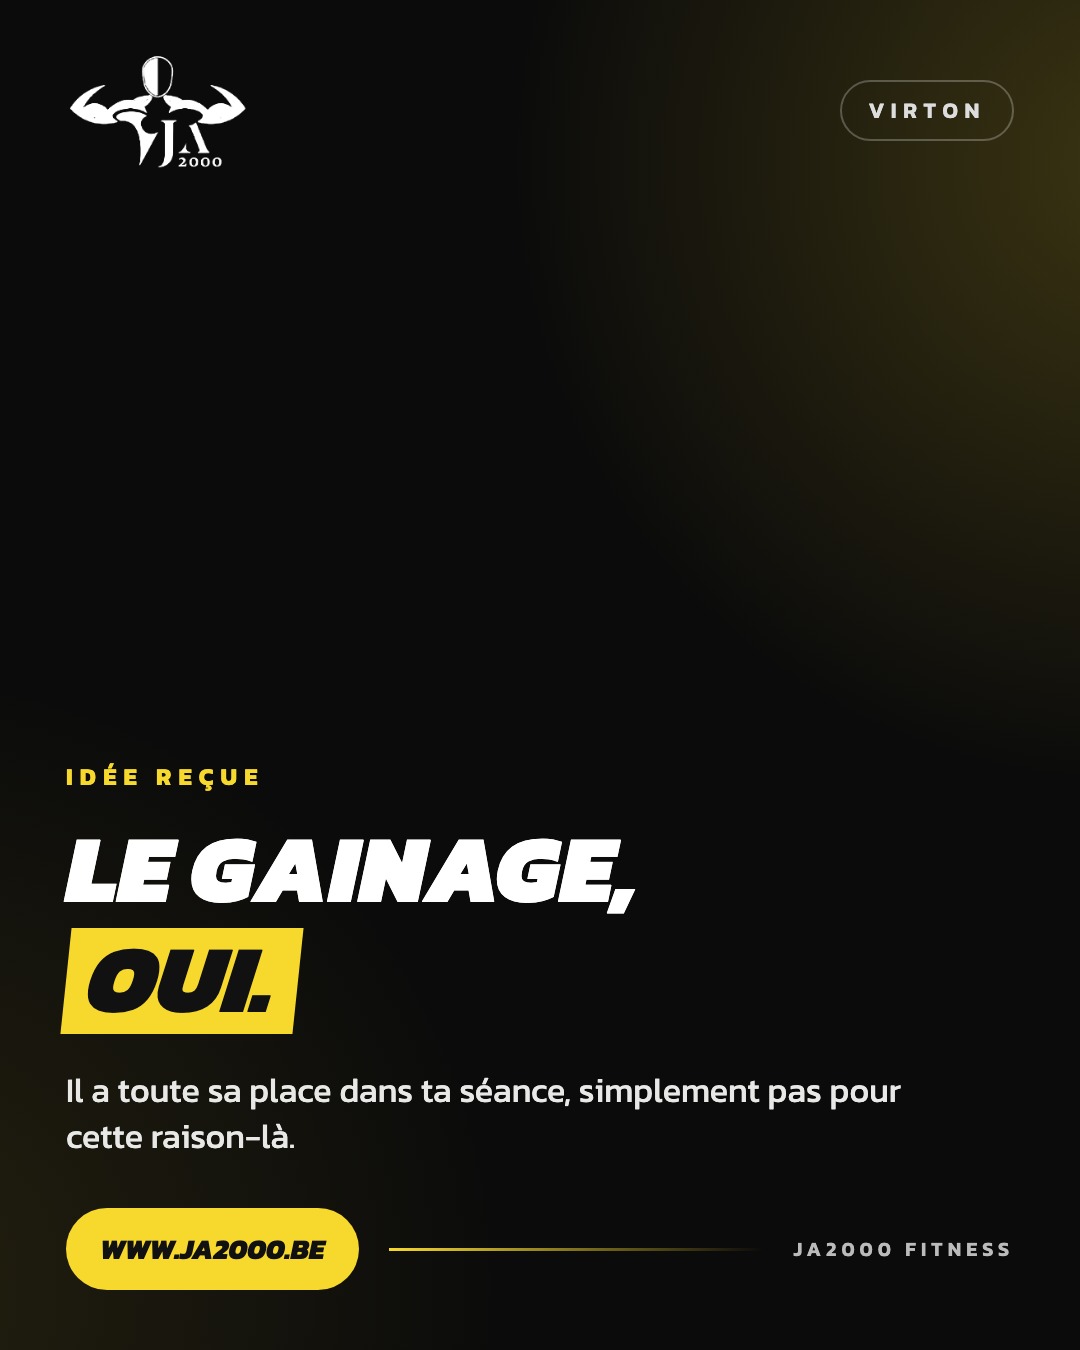 JA
2000
VIRTON
IDÉE REÇUE
LE GAINAGE,
OUI.
Il a toute sa place dans ta séance, simplement pas pour
cette raison-là.
WWW.JA2000.BE
JA2000 FITNESS